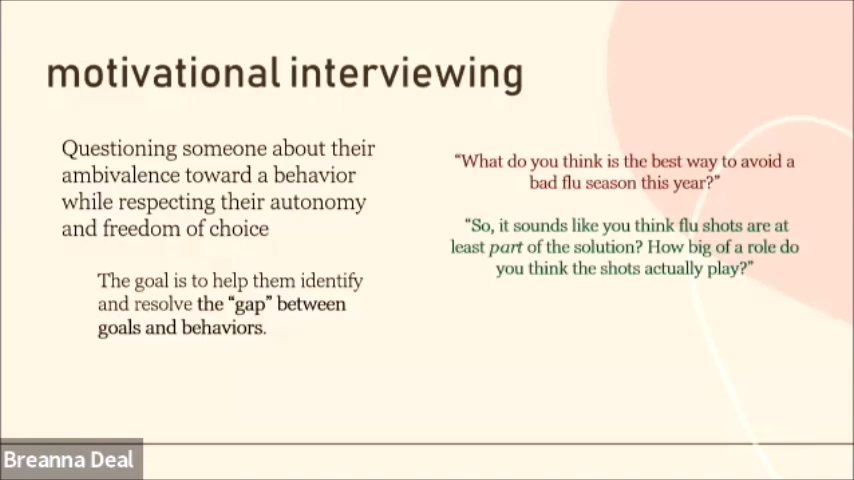 motivational interviewing
Questioning someone about their
ambivalence toward a behavior
while respecting their autonomy
and freedom of choice
The goal is to help them identify
and resolve the “gap” between
goals and behaviors.
“What do you think is the best way to avoid a
bad flu season this year?”
“So, it sounds like you think flu shots are at
least part of the solution? How big of a role do
you think the shots actually play?”
Breanna Deal